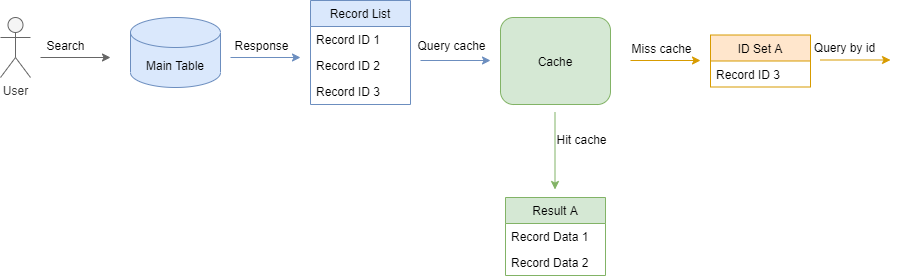 User
Search
Main Table
Response
Record List
Record ID 1
Record ID 2
Record ID 3
Query cache
Cache
Miss cache
ID Set A
Record ID 3
Query by id
Hit cache
Result A
Record Data 1
Record Data 2